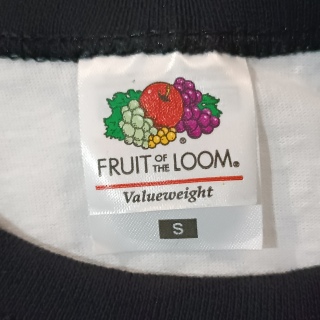 FRUIT OF THE LOOM®
Valueweight
S